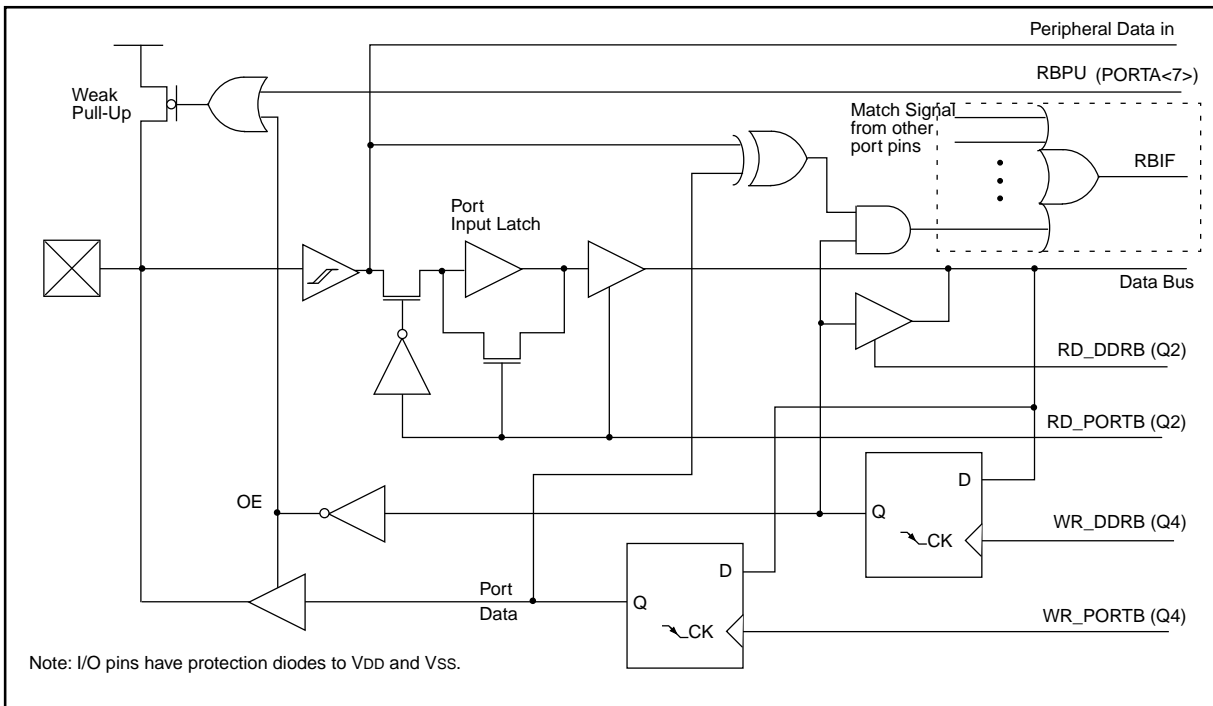 Peripheral Data in
RBPU (PORTA<7>)
Weak
Pull-Up
Match Signal
from other
port pins
RBIF
Port
Input Latch
Data Bus
RD_DDRB (Q2)
RD_PORTB (Q2)
D
OE
Q
CK
WR_DDRB (Q4)
D
Port
Data
Q
CK
WR_PORTB (Q4)
Note: I/O pins have protection diodes to VDD and VSS.